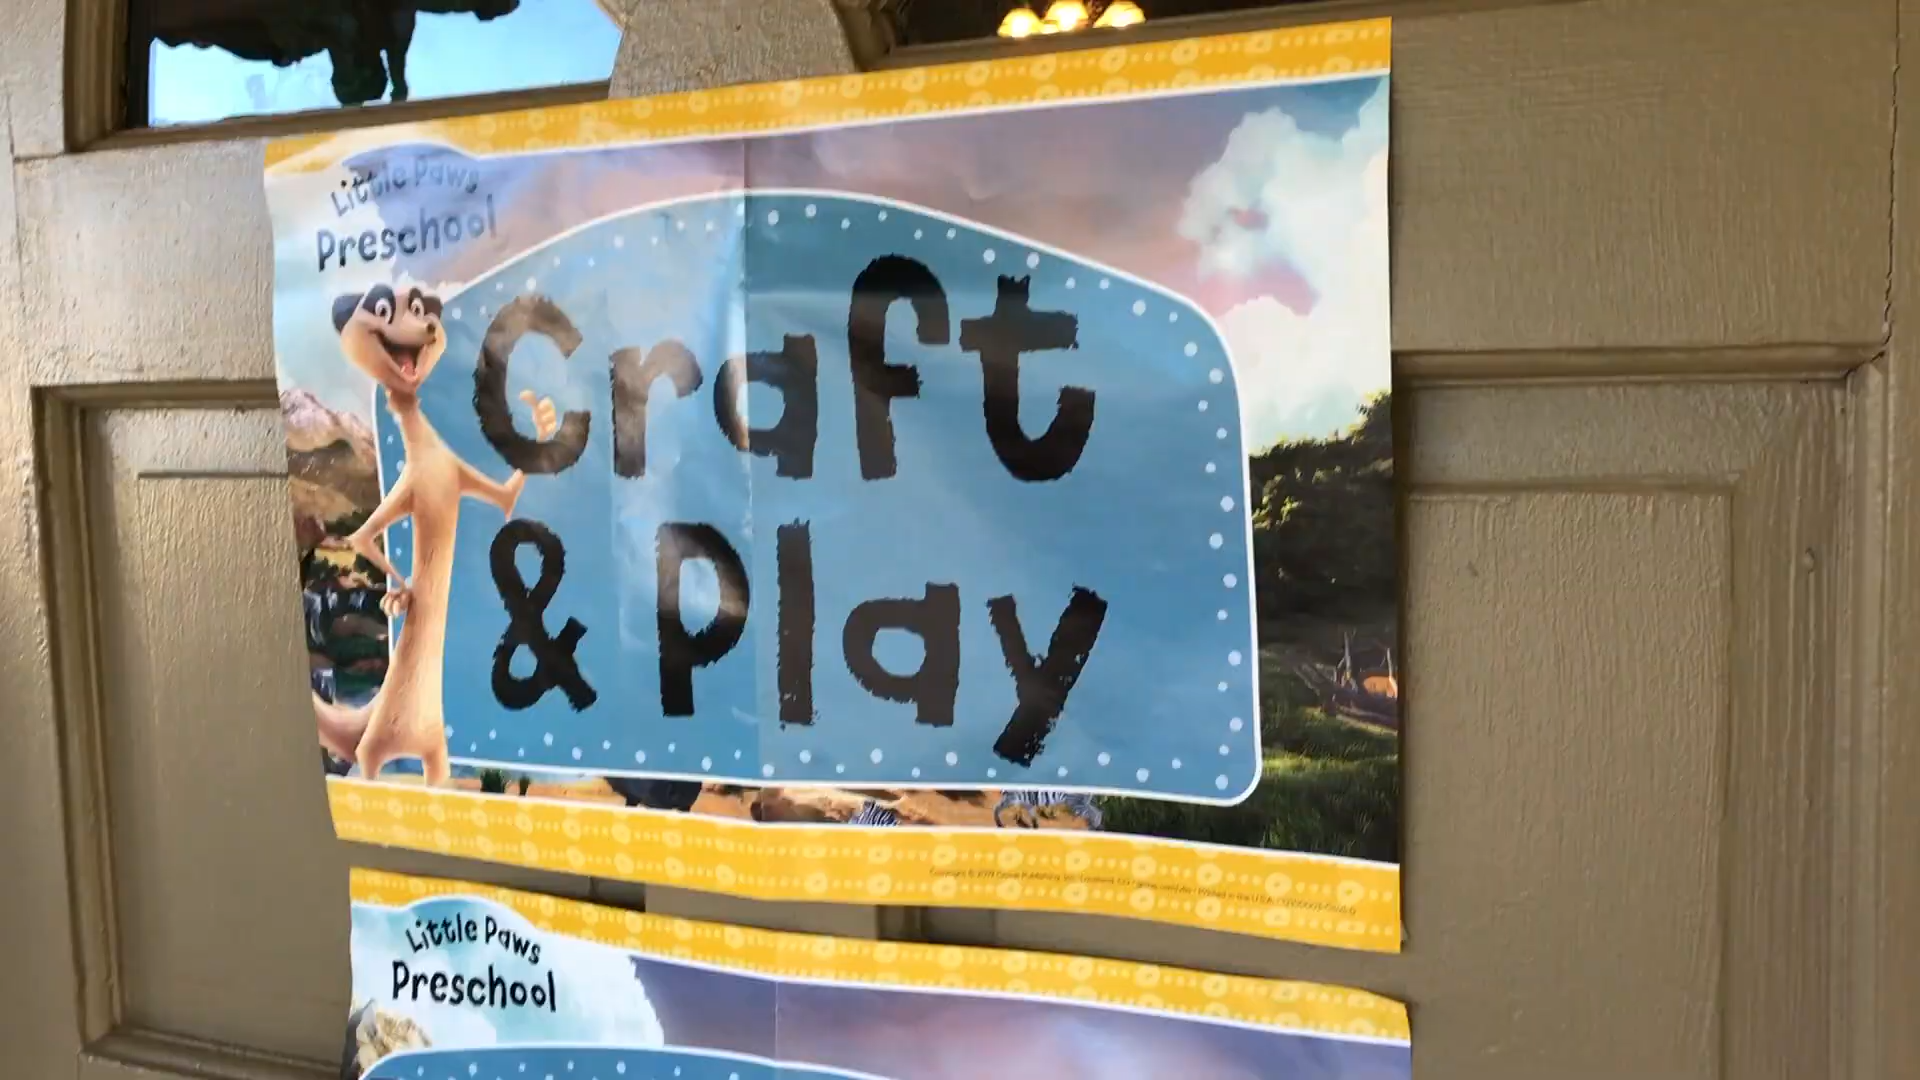 Little Paws
Preschool
Craft
& Play
Little Paws
Preschool